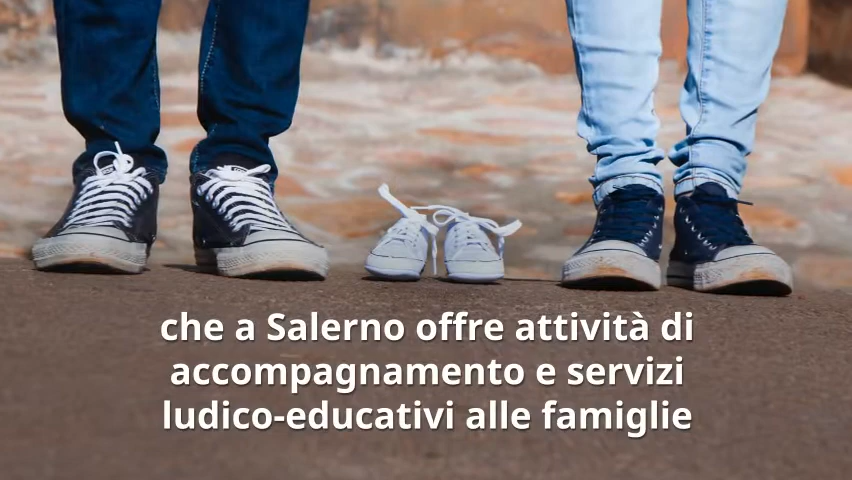 che a Salerno offre attività di
accompagnamento e servizi
ludico-educativi alle famiglie